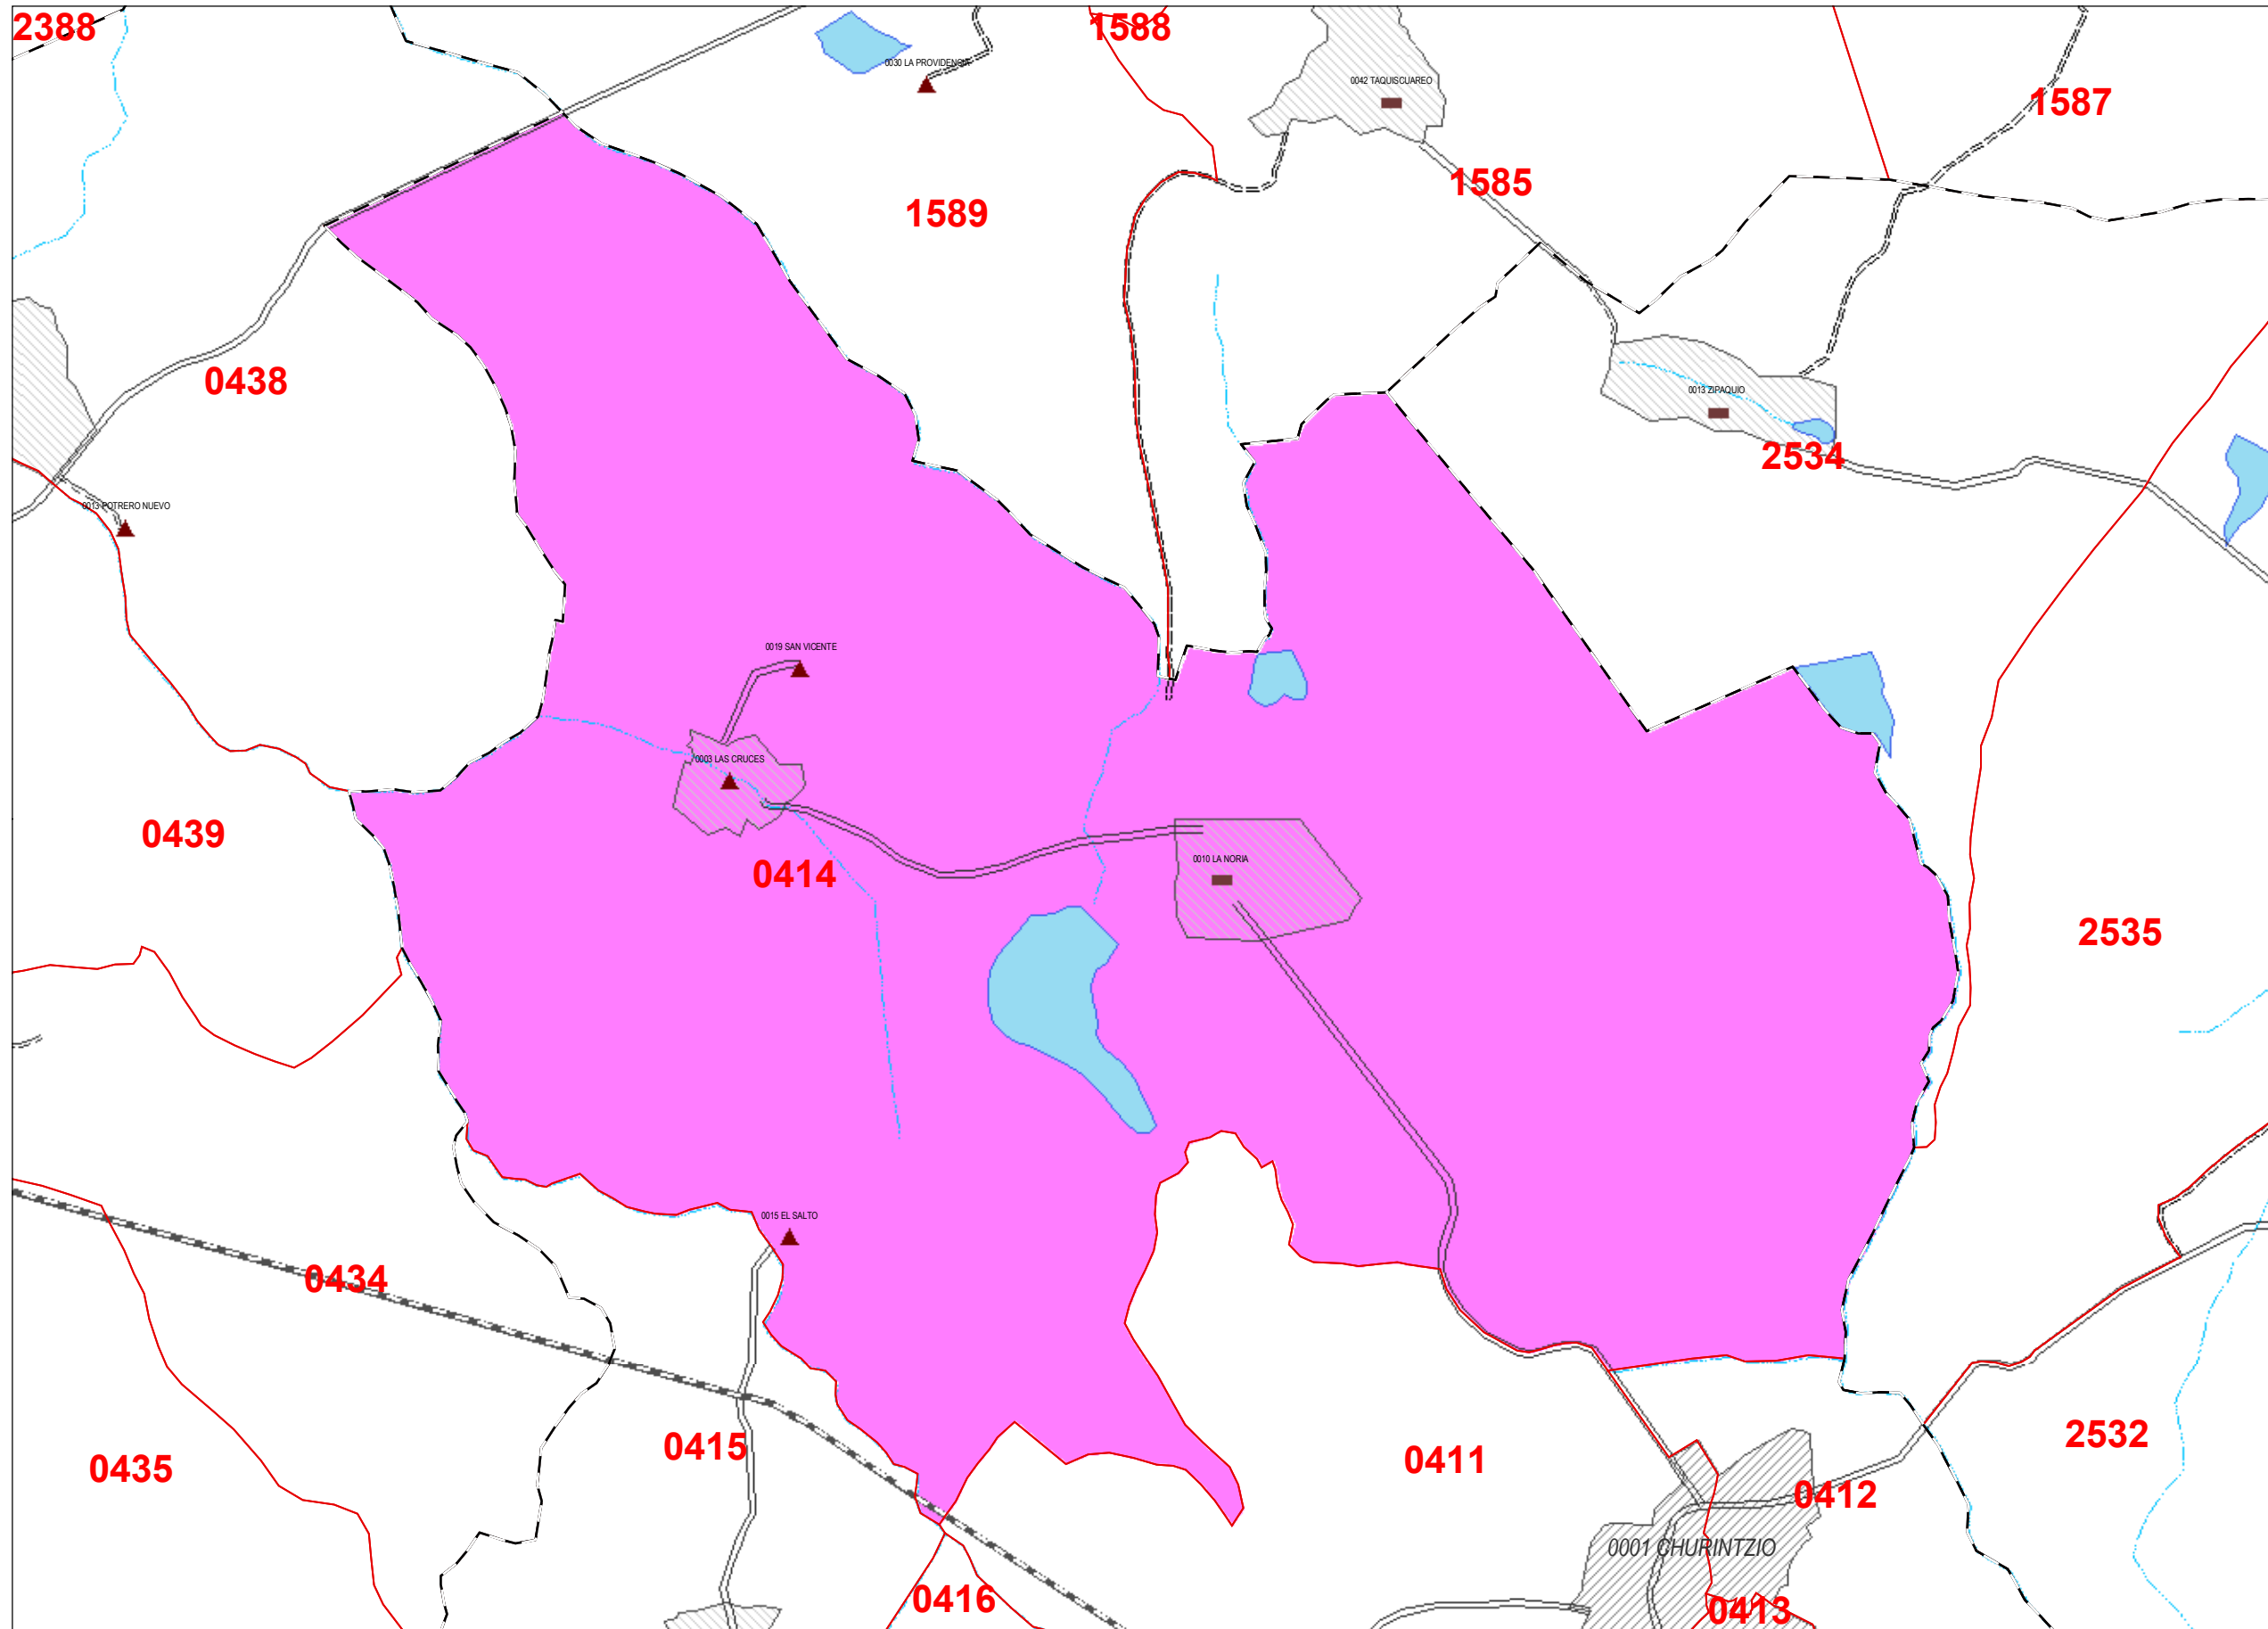 2388
1588
0030 LA PROVIDENCIA
0042 TAQUISCUAREO
1587
1585
1589
0438
0013 ZIPAQUIO
2534
0013 POTRERO NUEVO
0019 SAN VICENTE
0003 LAS CRUCES
0439
0414
0010 LA NORIA
2535
0015 EL SALTO
0434
0415
0435
0411
2532
0412
0001 CHURINTZIO
0416
0413